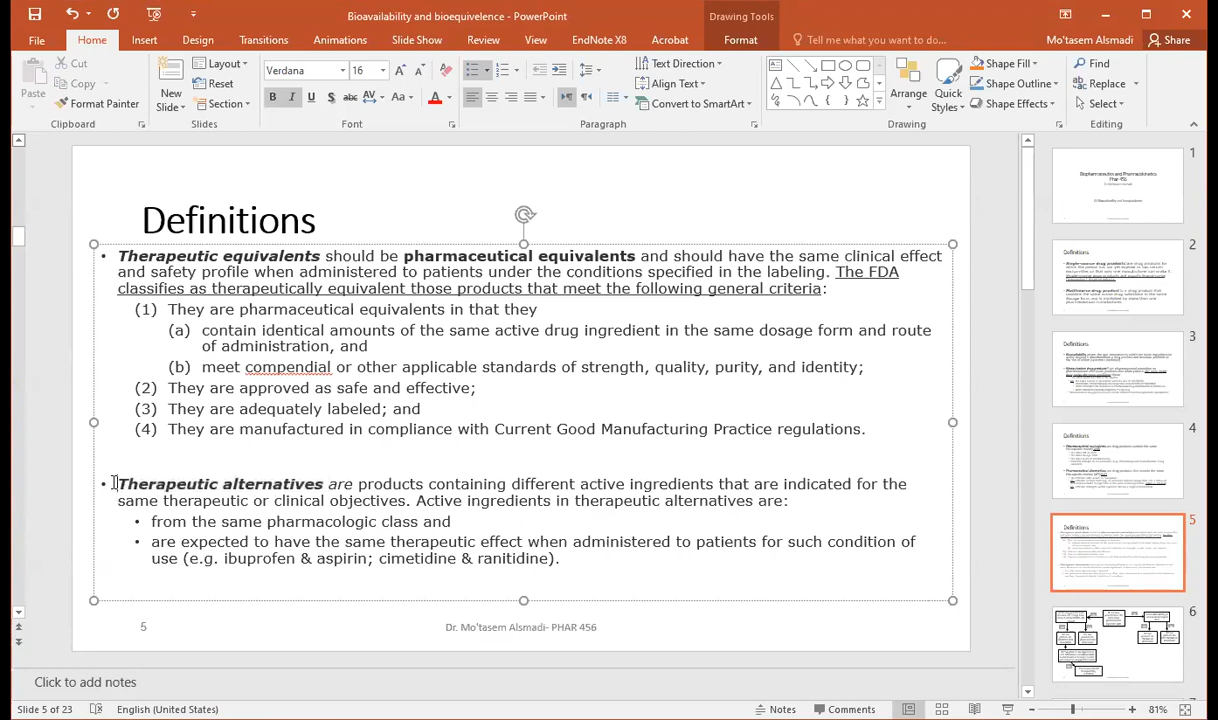 Bioavailability and bioequivelence - PowerPoint
Drawing Tools
File Home Insert Design Transitions Animations Slide Show Review View EndNote X8 Acrobat Format Tell me what you want to do... Mo'tasem Alsmadi Share
Paste
Cut
Copy
Format Painter
Clipboard
New Slide
Layout
Reset
Section
Slides
Verdana 16
B I U S abc AV Aa A
Font
Text Direction
Align Text
Convert to SmartArt
Paragraph
Arrange
Quick Styles
Shape Fill
Shape Outline
Shape Effects
Drawing
Find
Replace
Select
Editing
Definitions
• Therapeutic equivalents should be pharmaceutical equivalents and should have the same clinical effect
and safety profile when administered to patients under the conditions specified in the labeling. The FDA
classifies as therapeutically equivalent those products that meet the following general criteria:
(1) They are pharmaceutical equivalents in that they
(a) contain identical amounts of the same active drug ingredient in the same dosage form and route
of administration, and
(b) meet compendial or other applicable standards of strength, quality, purity, and identity;
(2) They are approved as safe and effective;
(3) They are adequately labeled; and
(4) They are manufactured in compliance with Current Good Manufacturing Practice regulations.
• Therapeutic alternatives are products containing different active ingredients that are indicated for the
same therapeutic or clinical objectives. Active ingredients in therapeutic alternatives are:
• from the same pharmacologic class and
• are expected to have the same therapeutic effect when administered to patients for such condition of
use (e.g. ibuprofen & aspirin; cimetidine & ranitidine).
5
Dr. Mo'tasem Alsmadi- PHAR 456
1
2
Definitions
3
Definitions
4
Definitions
5
Definitions
6
Click to add notes
Slide 5 of 23 English (United States) Notes Comments 81%